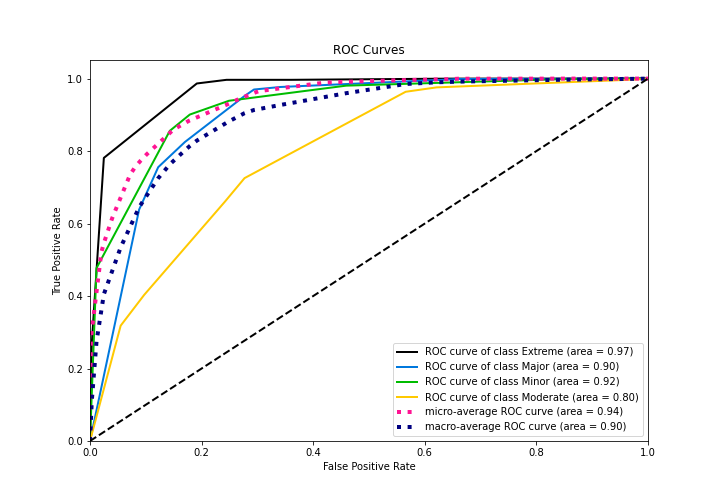 ROC Curves
True Positive Rate
1.0
0.8
0.6
0.4
0.2
0.0
ROC curve of class Extreme (area = 0.97)
ROC curve of class Major (area = 0.90)
ROC curve of class Minor (area = 0.92)
ROC curve of class Moderate (area = 0.80)
micro-average ROC curve (area = 0.94)
macro-average ROC curve (area = 0.90)
0.0 0.2 0.4 0.6 0.8 1.0
False Positive Rate